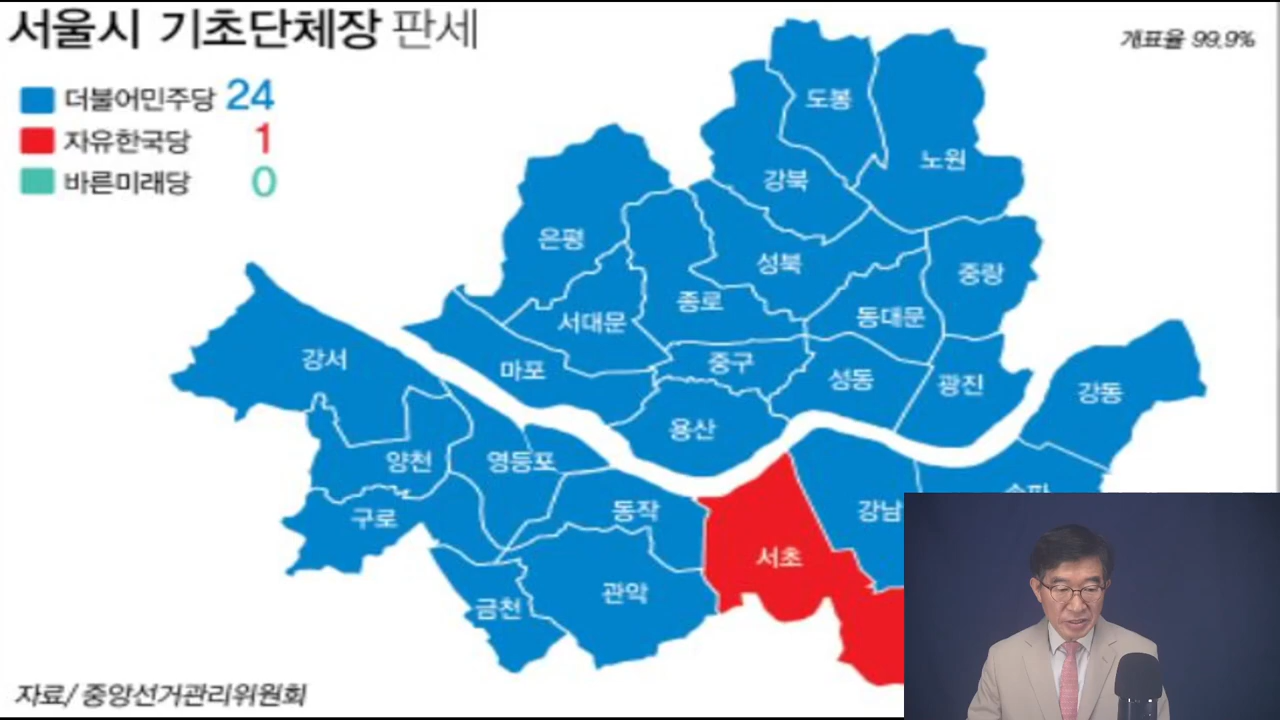 서울시 기초단체장 판세
개표율 99.9%
더불어민주당 24
자유한국당 1
바른미래당 0
도봉
노원
강북
은평
성북
중랑
종로
서대문
동대문
강서
마포
중구
성동
광진
강동
용산
양천
영등포
구로
동작
강남
서초
관악
금천
자료/ 중앙선거관리위원회